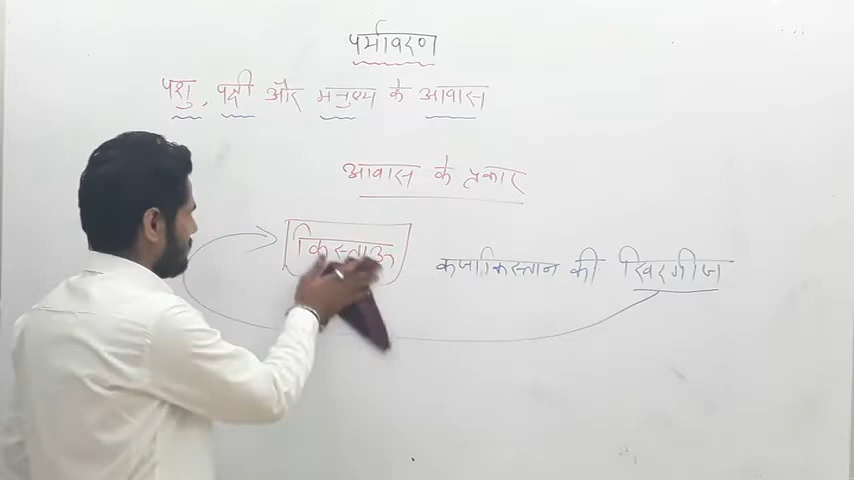 पर्यावरण
पशु, पक्षी और मनुष्य के आवास
आवास के प्रकार
किस्ताऊ
कजाकिस्तान की खिरगीज